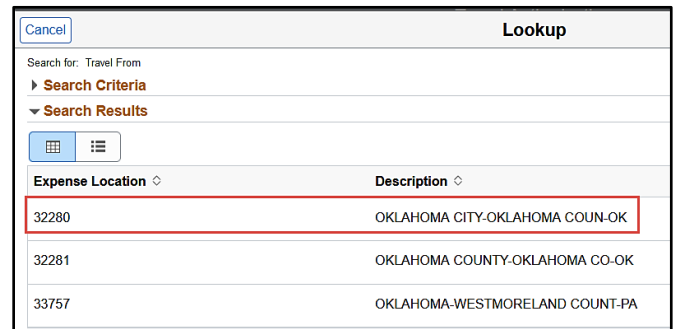 Cancel
Lookup
Search for: Travel From
Search Criteria
Search Results
Expense Location Description
32280 OKLAHOMA CITY-OKLAHOMA COUN-OK
32281 OKLAHOMA COUNTY-OKLAHOMA CO-OK
33757 OKLAHOMA-WESTMORELAND COUNT-PA